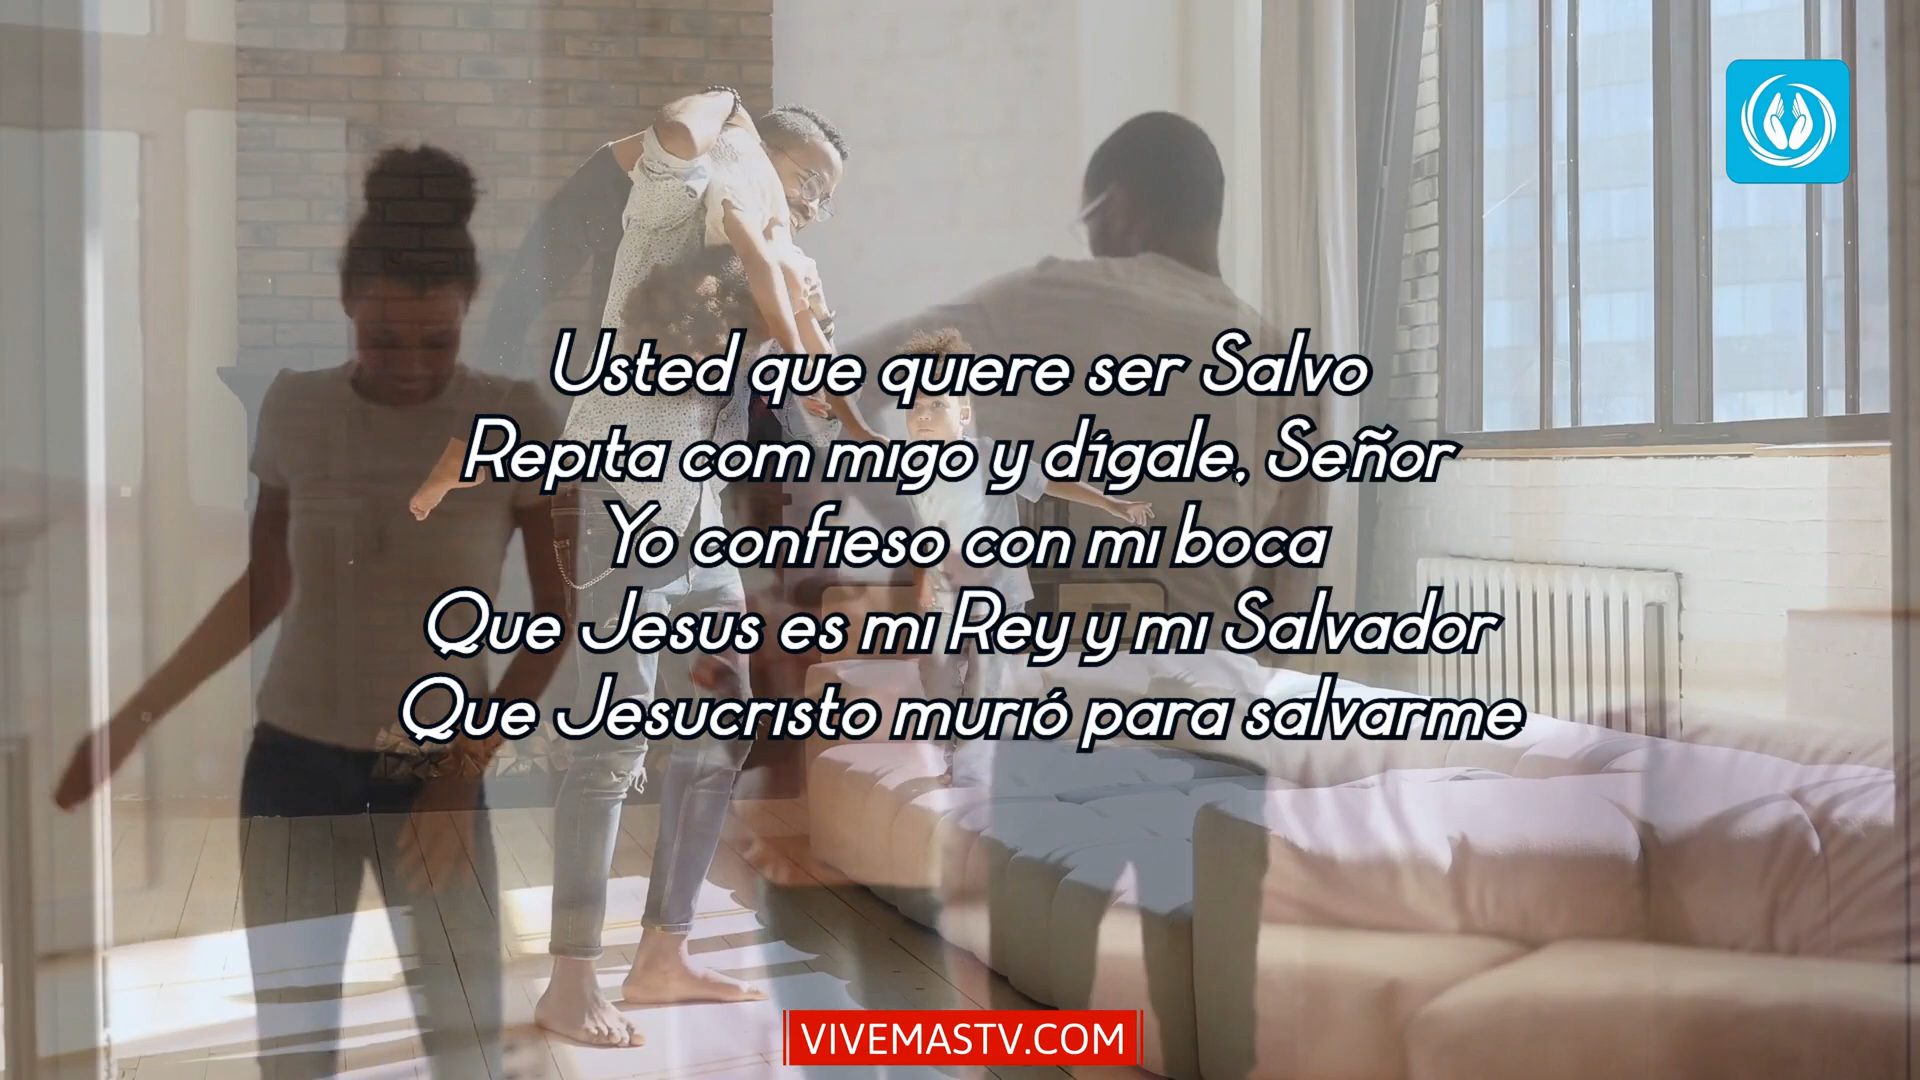 Usted que quiere ser Salvo
Repita com migo y dígale, Señor
Yo confieso con mi boca
Que Jesus es mi Rey y mi Salvador
Que Jesucristo murió para salvarme
VIVEMASTV.COM